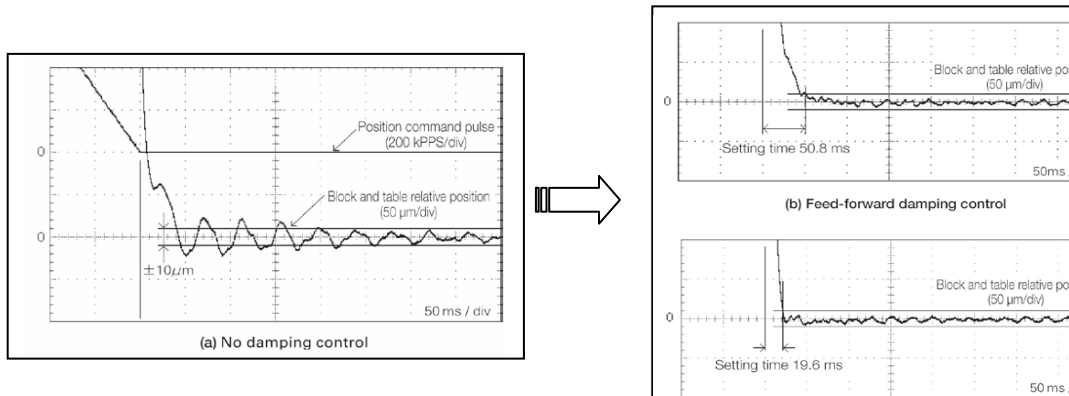 0
Position command pulse
(200 kPPS/div)
Block and table relative position
(50 µm/div)
0
±10µm
50 ms / div
(a) No damping control
Block and table relative po
(50 µm/div)
0
Setting time 50.8 ms
50ms /
(b) Feed-forward damping control
Block and table relative po
(50 µm/div)
0
Setting time 19.6 ms
50 ms /